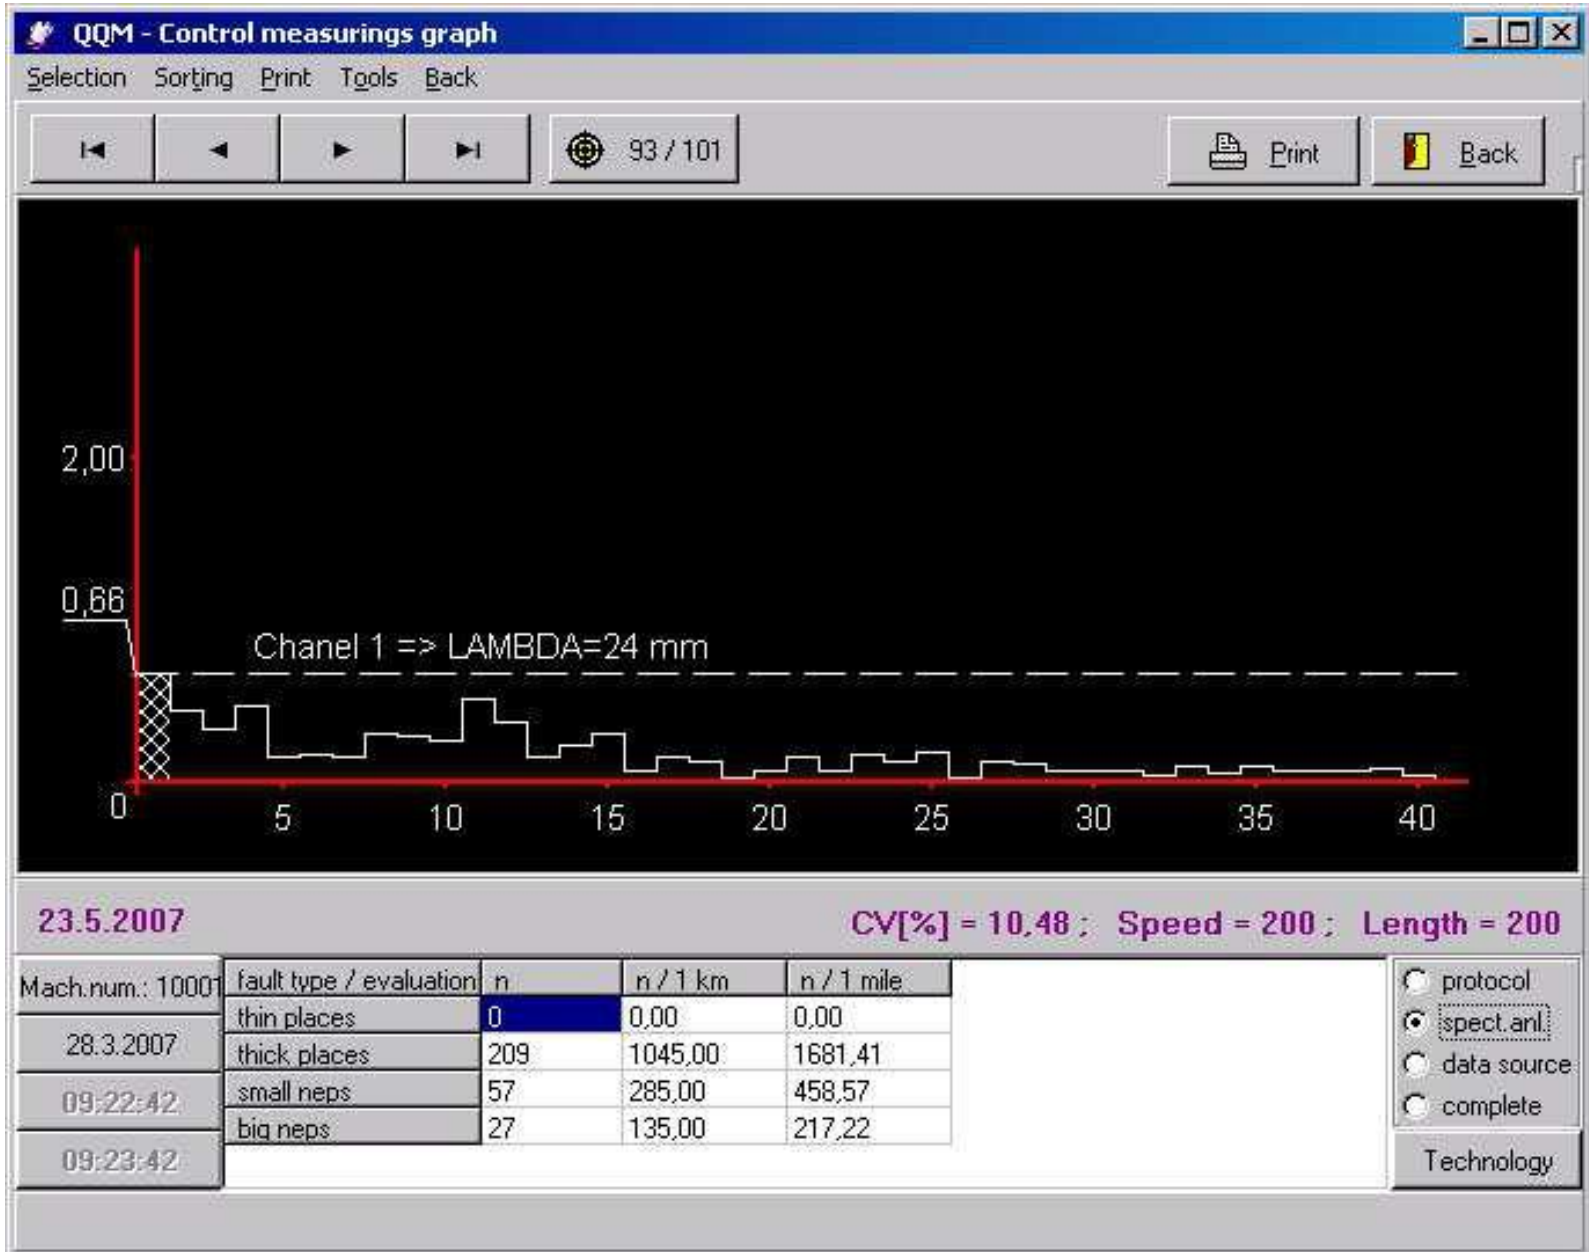 QQM - Control measurings graph
Selection Sorting Print Tools Back
93 / 101 Print Back
2,00
0,66
Chanel 1 => LAMBDA=24 mm
0 5 10 15 20 25 30 35 40
23.5.2007 CV[%] = 10,48 ; Speed = 200 ; Length = 200
Mach.num.: 10001 fault type / evaluation n n / 1 km n / 1 mile protocol
thin places 0 0,00 0,00 spect.anl.
28.3.2007 thick places 209 1045,00 1681,41 data source
09:22:42 small neps 57 285,00 458,57 complete
big neps 27 135,00 217,22
09:23:42 Technology